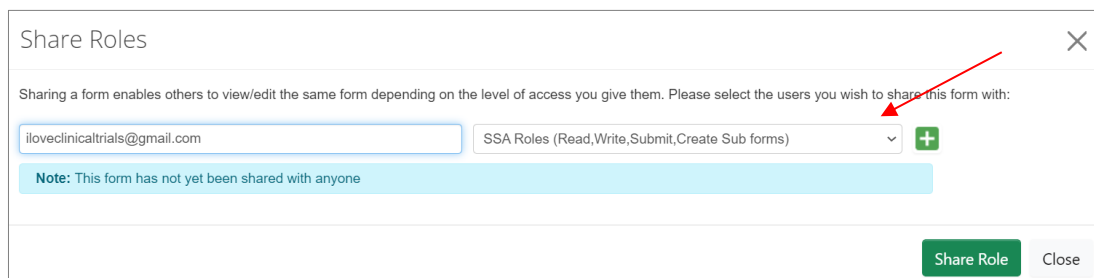 Share Roles
Sharing a form enables others to view/edit the same form depending on the level of access you give them. Please select the users you wish to share this form with:
iloveclinicaltrials@gmail.com
SSA Roles (Read,Write,Submit,Create Sub forms)
Note: This form has not yet been shared with anyone
Share Role
Close